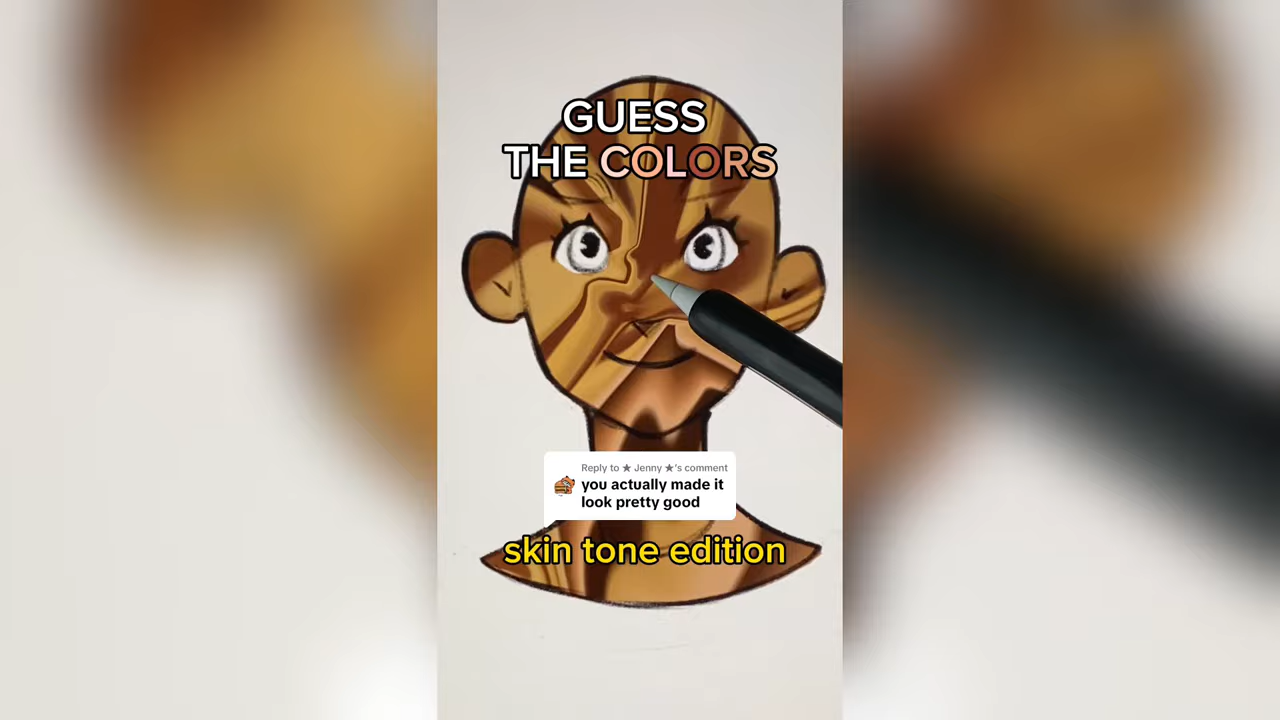 GUESS
THE COLORS
Reply to ★ Jenny ★'s comment
you actually made it
look pretty good
skin tone edition